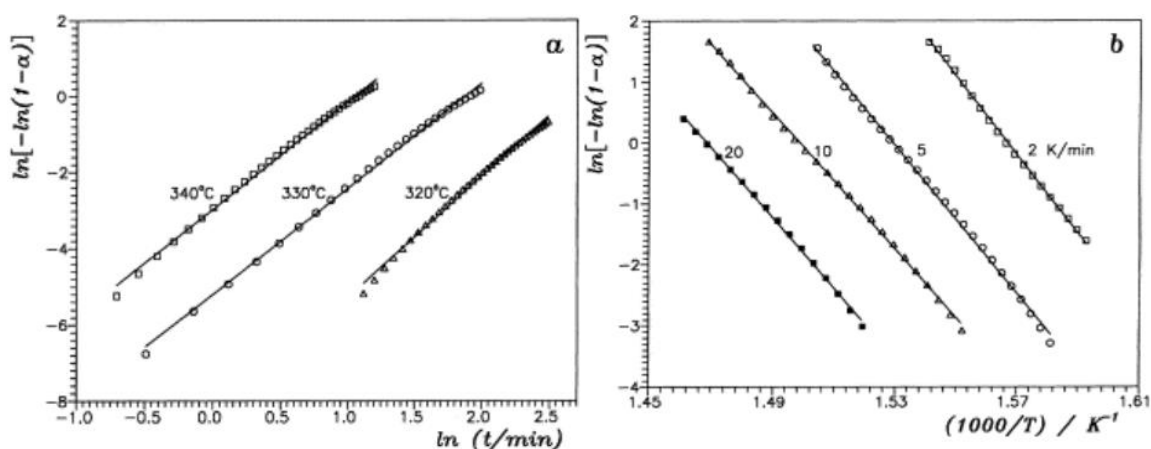 a
ln[-ln(1-α)]
2
0
-2
-4
-6
-8
340°C
330°C
320°C
-1.0
-0.5
0.0
0.5
1.0
1.5
2.0
2.5
ln (t/min)
b
ln[-ln(1-α)]
2
1
0
-1
-2
-3
-4
20
10
5
2 K/min
1.45
1.49
1.53
1.57
1.61
(1000/T) / K⁻¹